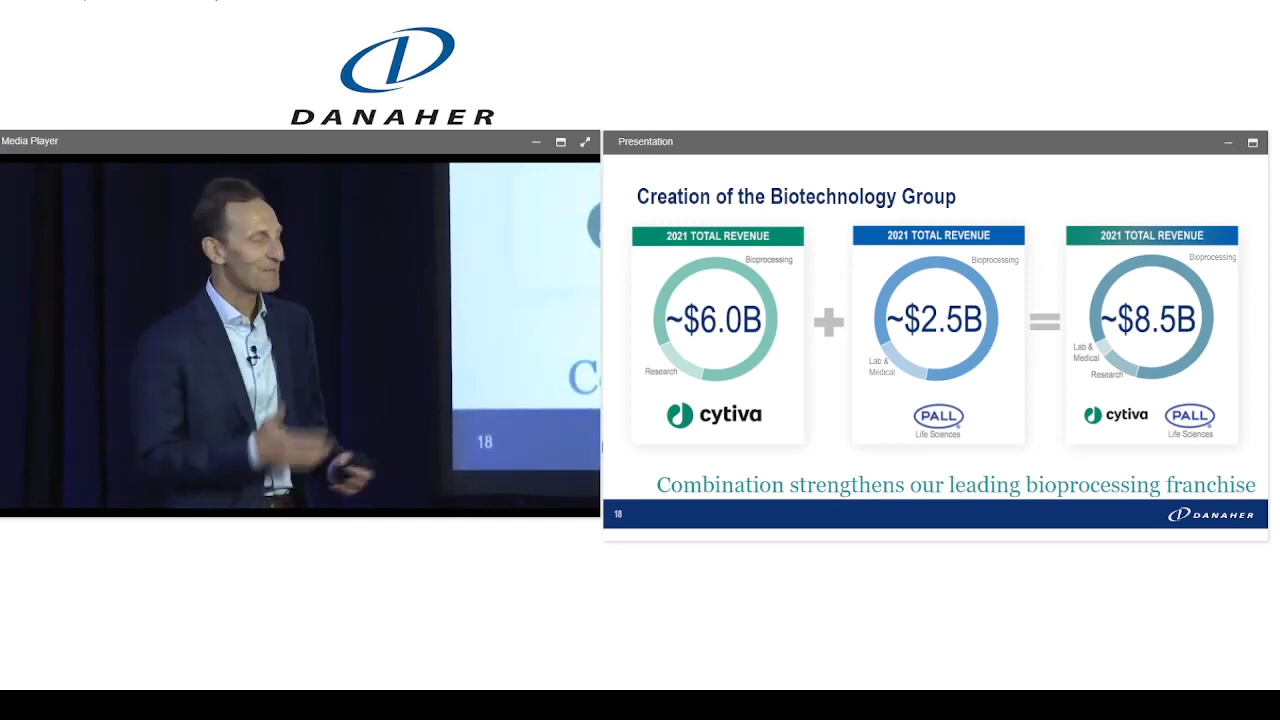 DANAHER
Media Player
Presentation
Creation of the Biotechnology Group
2021 TOTAL REVENUE
Bioprocessing
~$6.0B
Research
cytiva
2021 TOTAL REVENUE
Bioprocessing
~$2.5B
Lab &
Medical
PALL
Life Sciences
2021 TOTAL REVENUE
Bioprocessing
~$8.5B
Lab &
Medical
Research
cytiva
PALL
Life Sciences
Combination strengthens our leading bioprocessing franchise
18
DANAHER
C
18